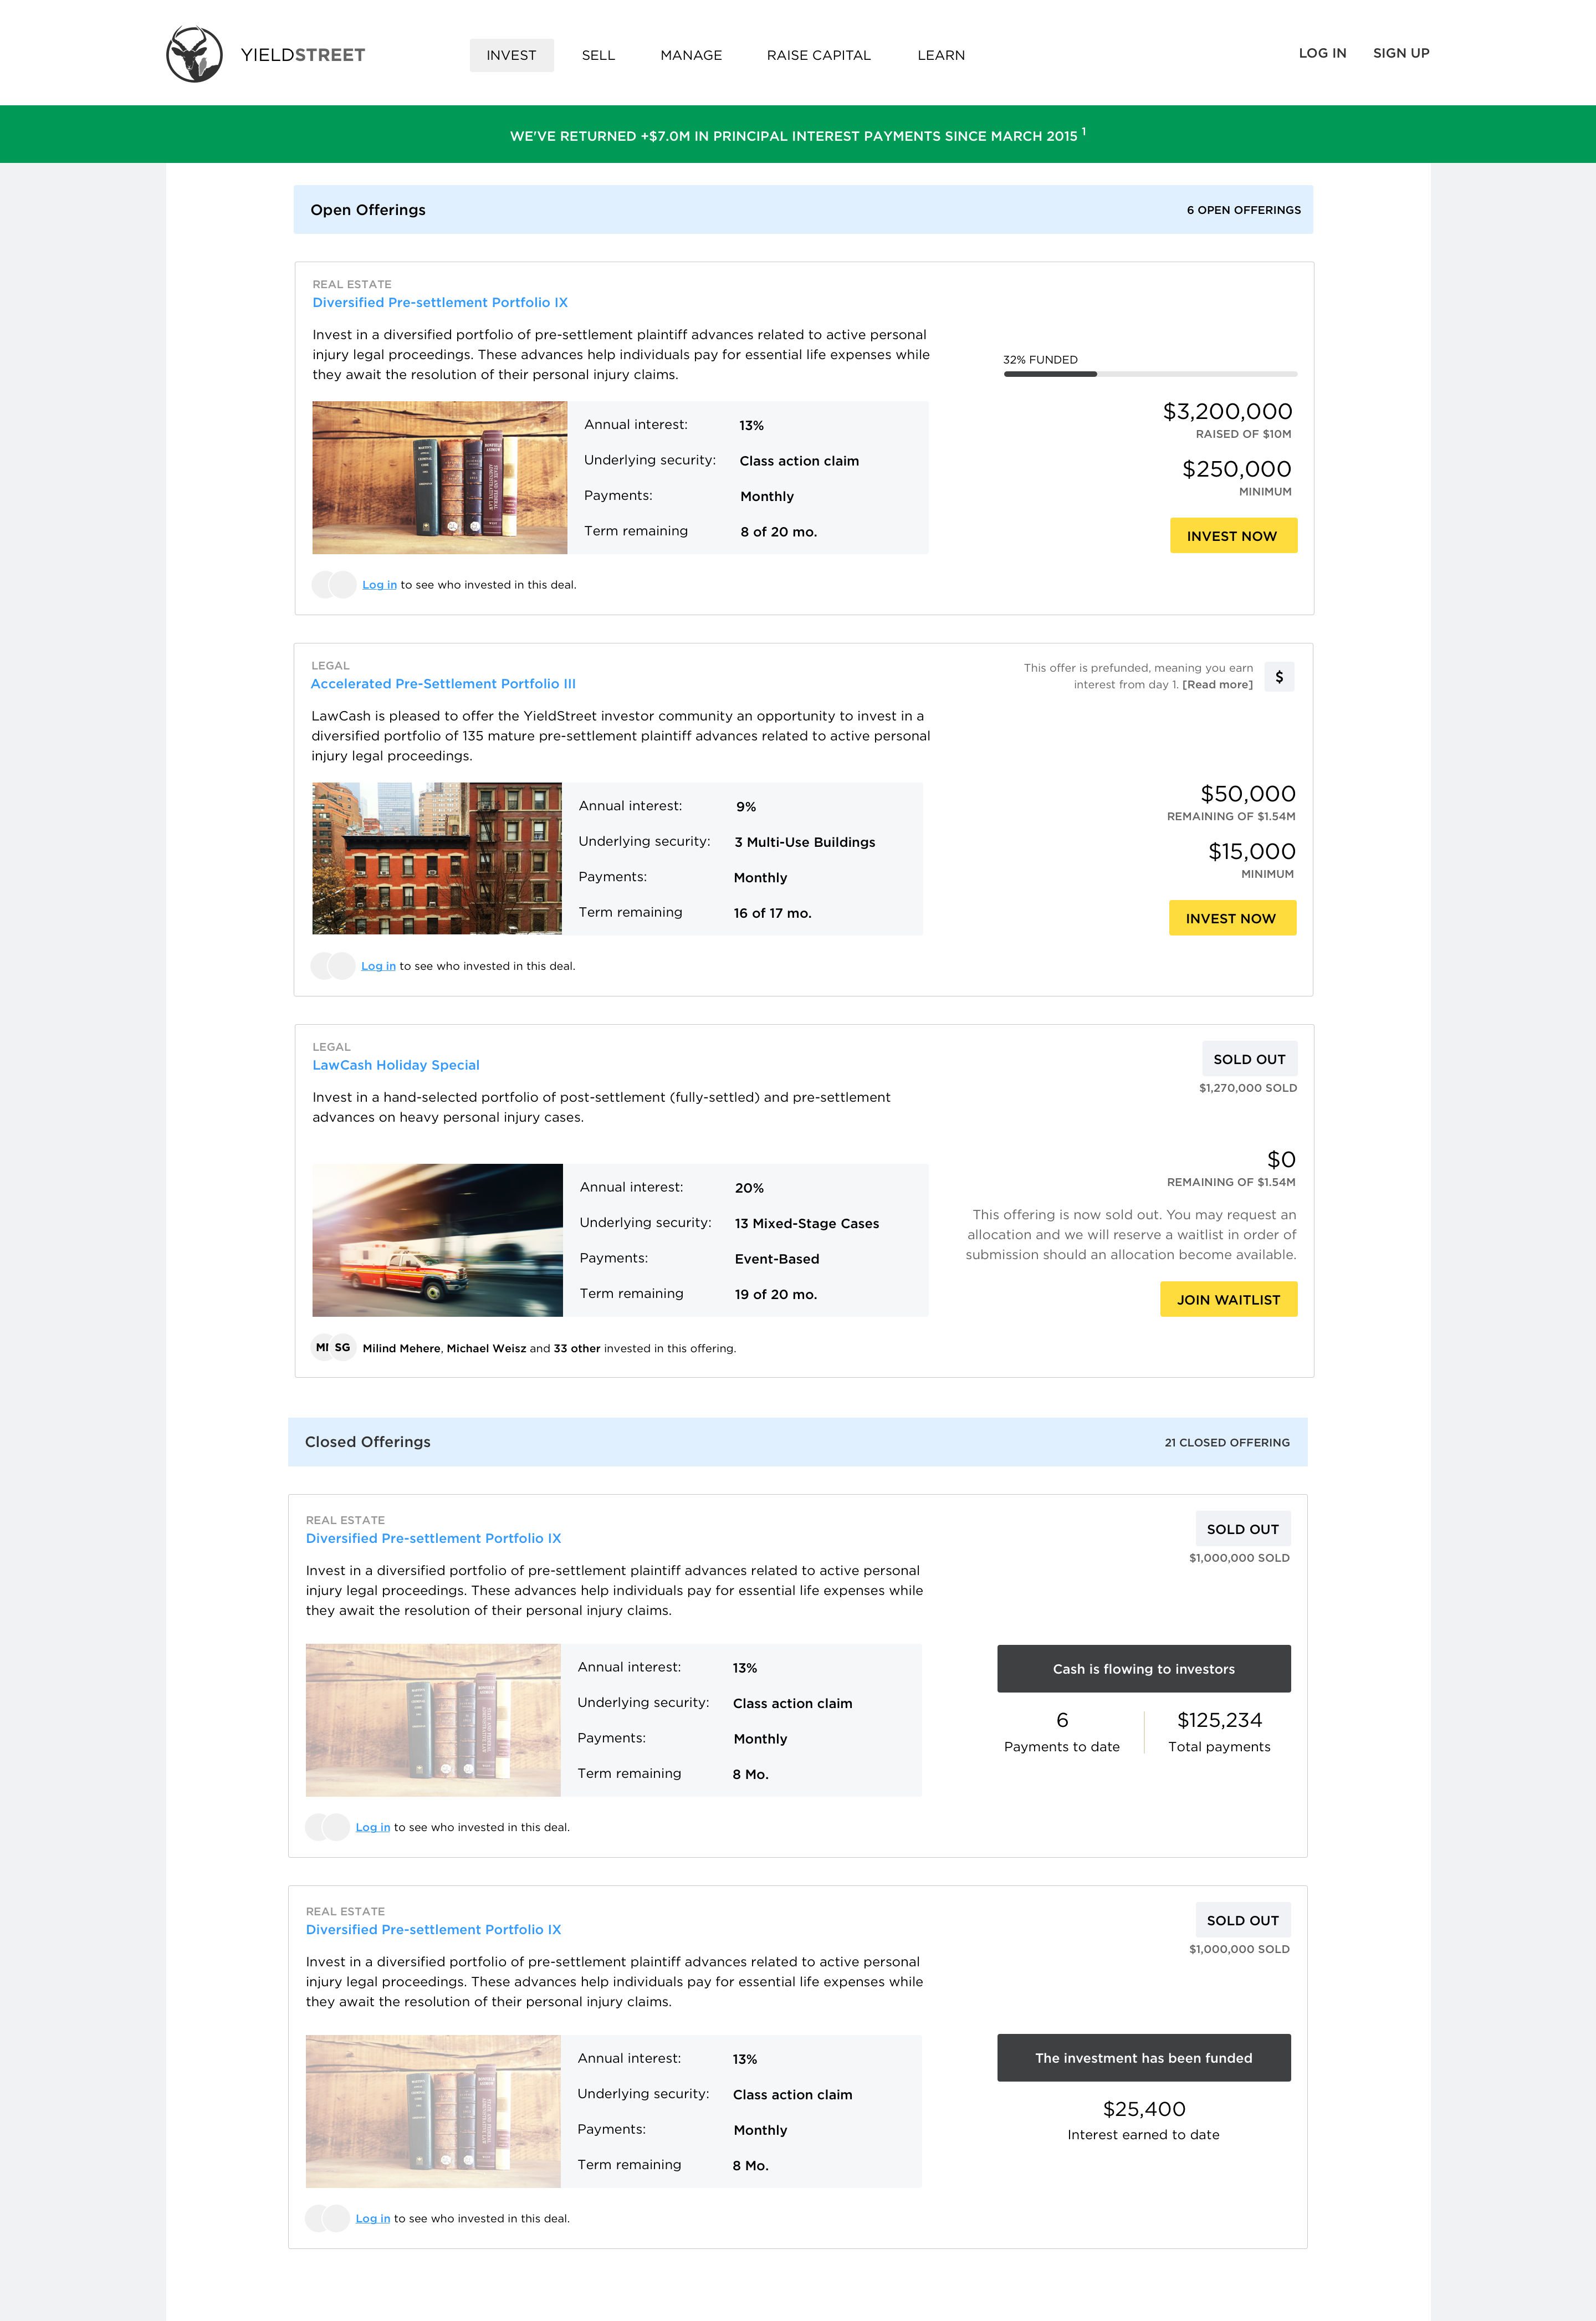 YIELDSTREET
INVEST
SELL
MANAGE
RAISE CAPITAL
LEARN
LOG IN
SIGN UP
WE'VE RETURNED +$7.0M IN PRINCIPAL INTEREST PAYMENTS SINCE MARCH 2015 1
Open Offerings
6 OPEN OFFERINGS
REAL ESTATE
Diversified Pre-settlement Portfolio IX
Invest in a diversified portfolio of pre-settlement plaintiff advances related to active personal
injury legal proceedings. These advances help individuals pay for essential life expenses while
they await the resolution of their personal injury claims.
Annual interest: 13%
Underlying security: Class action claim
Payments: Monthly
Term remaining 8 of 20 mo.
32% FUNDED
$3,200,000
RAISED OF $10M
$250,000
MINIMUM
INVEST NOW
Log in to see who invested in this deal.
LEGAL
Accelerated Pre-Settlement Portfolio III
This offer is prefunded, meaning you earn
interest from day 1. [Read more]
$
LawCash is pleased to offer the YieldStreet investor community an opportunity to invest in a
diversified portfolio of 135 mature pre-settlement plaintiff advances related to active personal
injury legal proceedings.
Annual interest: 9%
Underlying security: 3 Multi-Use Buildings
Payments: Monthly
Term remaining 16 of 17 mo.
$50,000
REMAINING OF $1.54M
$15,000
MINIMUM
INVEST NOW
Log in to see who invested in this deal.
LEGAL
LawCash Holiday Special
SOLD OUT
$1,270,000 SOLD
Invest in a hand-selected portfolio of post-settlement (fully-settled) and pre-settlement
advances on heavy personal injury cases.
Annual interest: 20%
Underlying security: 13 Mixed-Stage Cases
Payments: Event-Based
Term remaining 19 of 20 mo.
$0
REMAINING OF $1.54M
This offering is now sold out. You may request an
allocation and we will reserve a waitlist in order of
submission should an allocation become available.
JOIN WAITLIST
MI SG Milind Mehere, Michael Weisz and 33 other invested in this offering.
Closed Offerings
21 CLOSED OFFERING
REAL ESTATE
Diversified Pre-settlement Portfolio IX
SOLD OUT
$1,000,000 SOLD
Invest in a diversified portfolio of pre-settlement plaintiff advances related to active personal
injury legal proceedings. These advances help individuals pay for essential life expenses while
they await the resolution of their personal injury claims.
Annual interest: 13%
Underlying security: Class action claim
Payments: Monthly
Term remaining 8 Mo.
Cash is flowing to investors
6
Payments to date
$125,234
Total payments
Log in to see who invested in this deal.
REAL ESTATE
Diversified Pre-settlement Portfolio IX
SOLD OUT
$1,000,000 SOLD
Invest in a diversified portfolio of pre-settlement plaintiff advances related to active personal
injury legal proceedings. These advances help individuals pay for essential life expenses while
they await the resolution of their personal injury claims.
Annual interest: 13%
Underlying security: Class action claim
Payments: Monthly
Term remaining 8 Mo.
The investment has been funded
$25,400
Interest earned to date
Log in to see who invested in this deal.